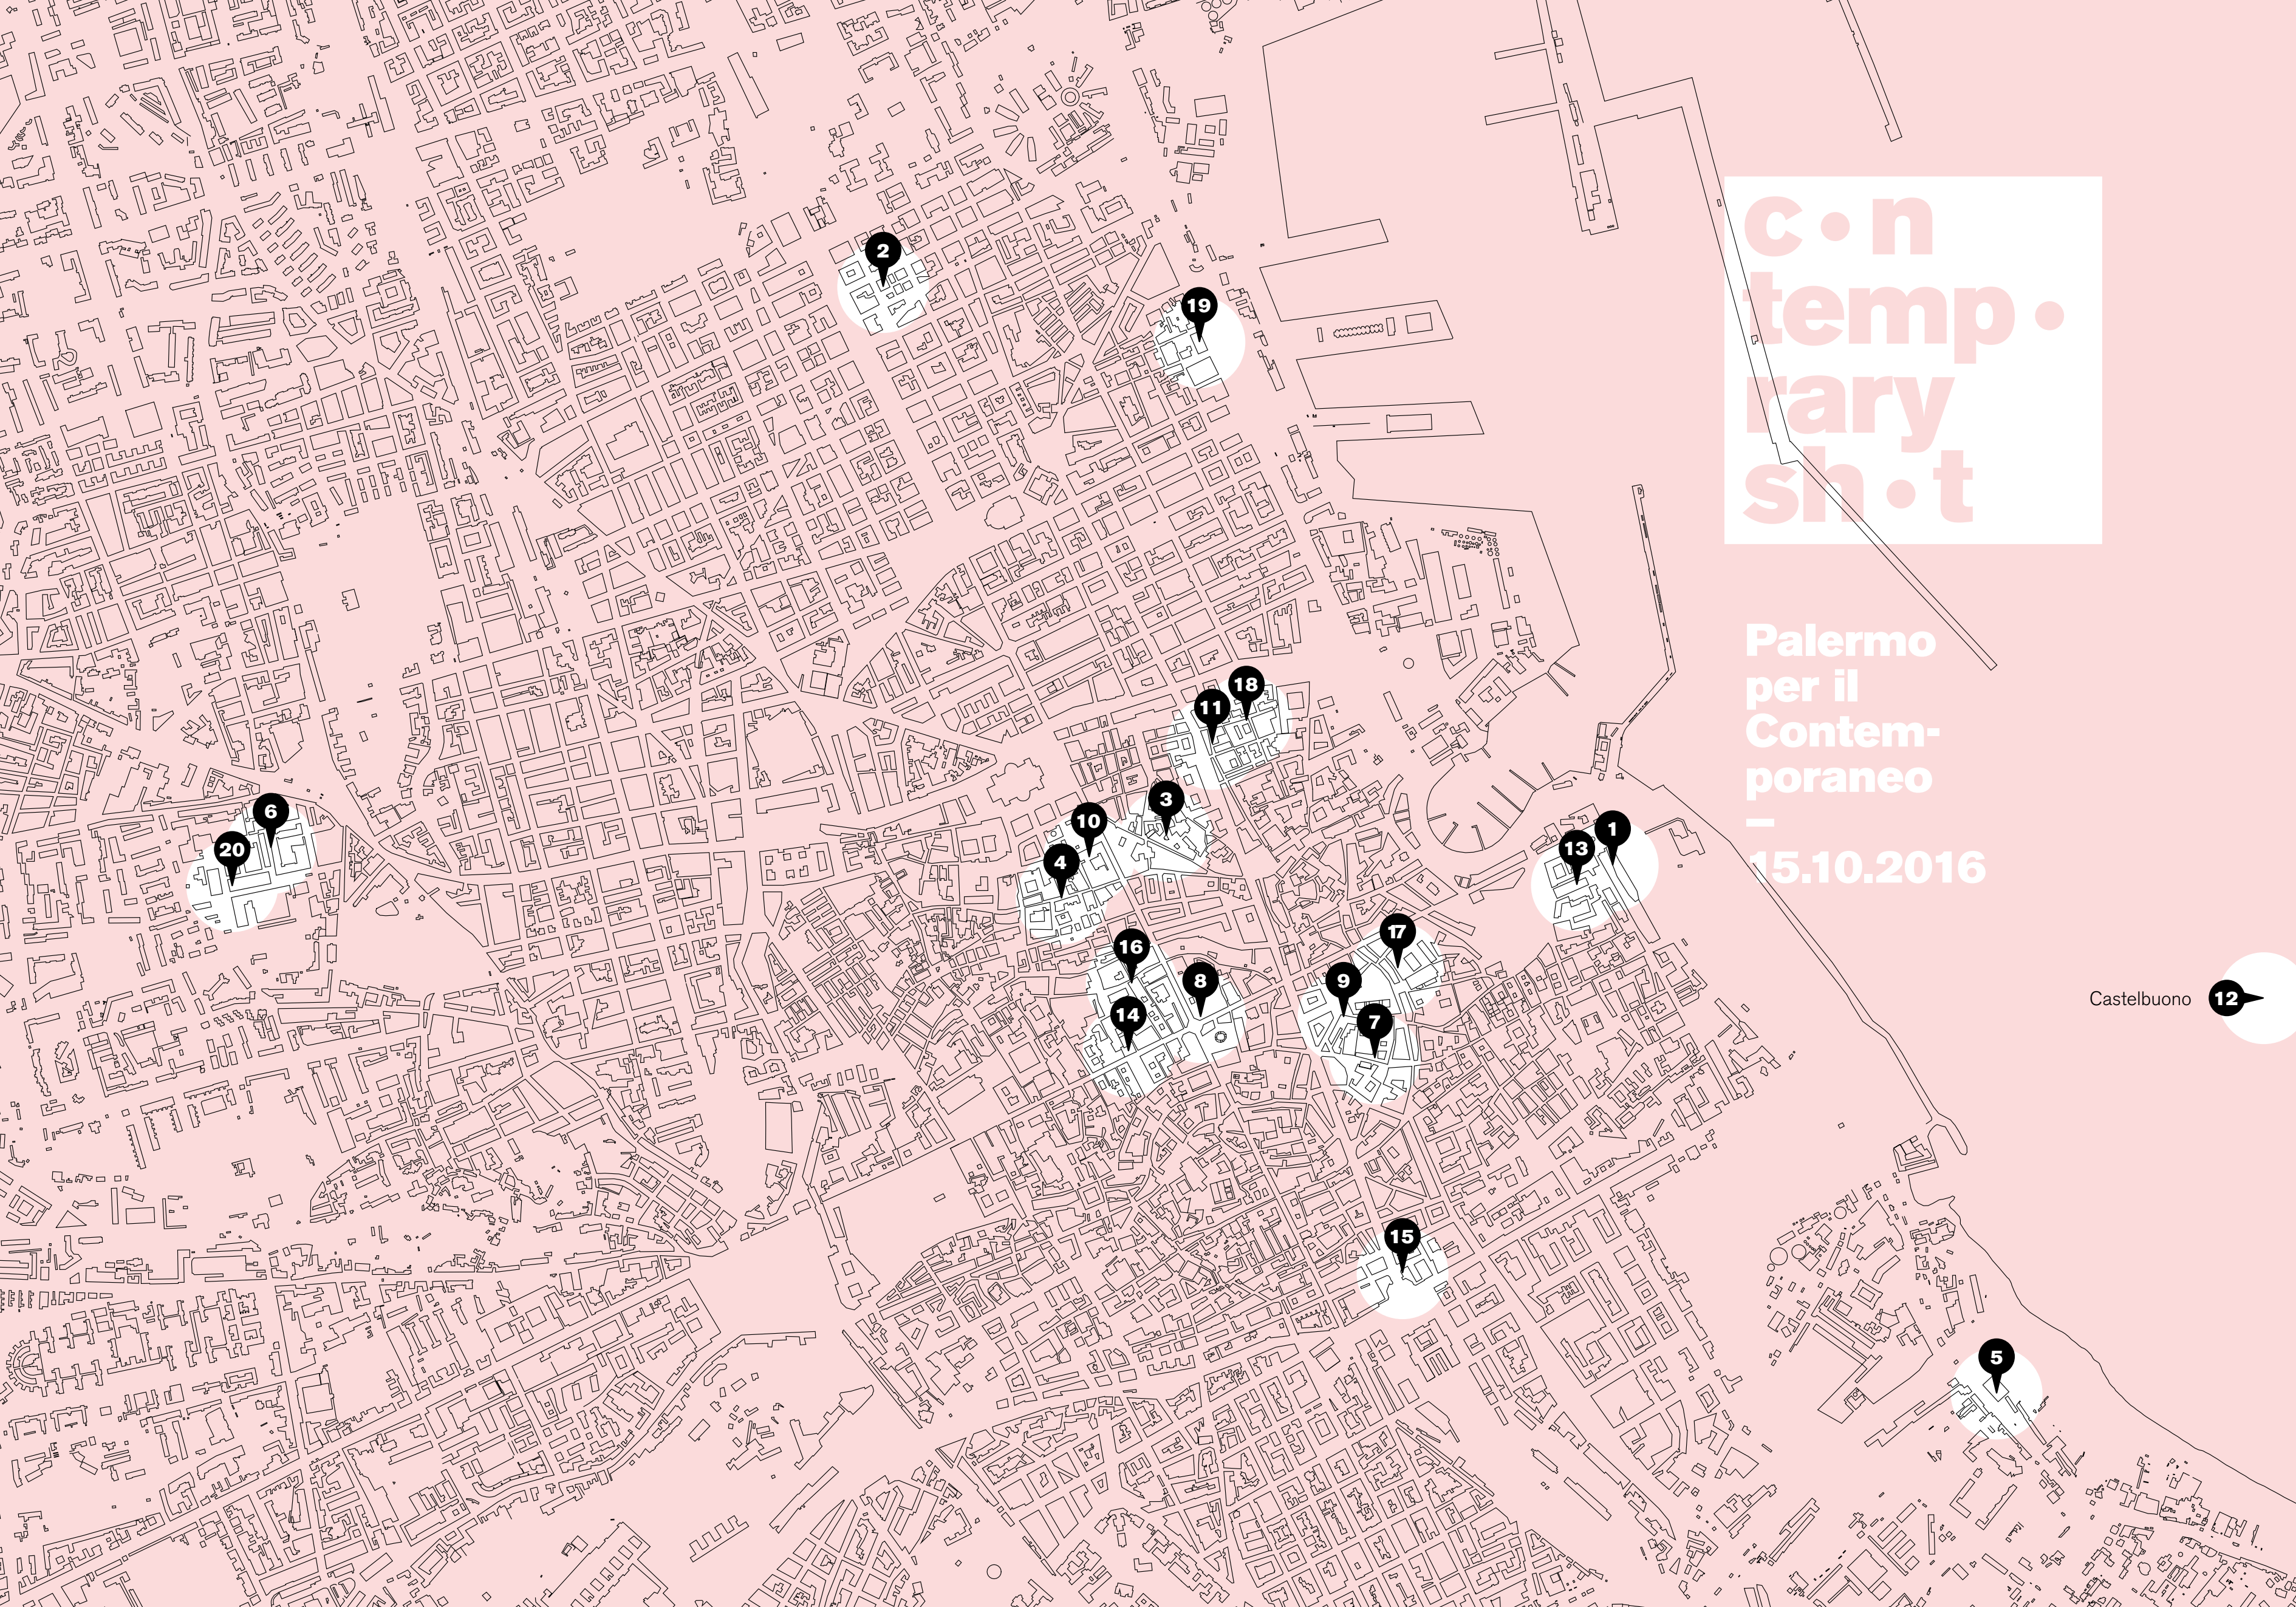 c•n
temp•
rary
sh•t
Palermo
per il
Contem-
poraneo
–
15.10.2016
2
19
18
11
3
10
4
6
20
1
13
17
16
9
8
14
7
Castelbuono 12
15
5